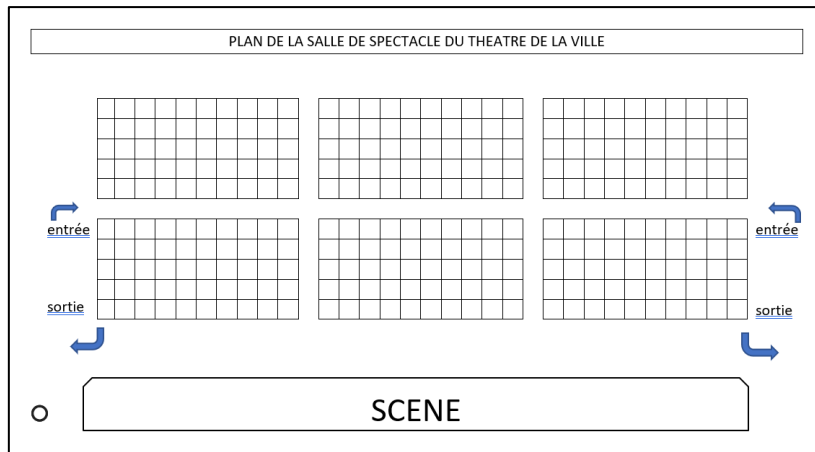 PLAN DE LA SALLE DE SPECTACLE DU THEATRE DE LA VILLE
entrée
entrée
sortie
sortie
SCENE